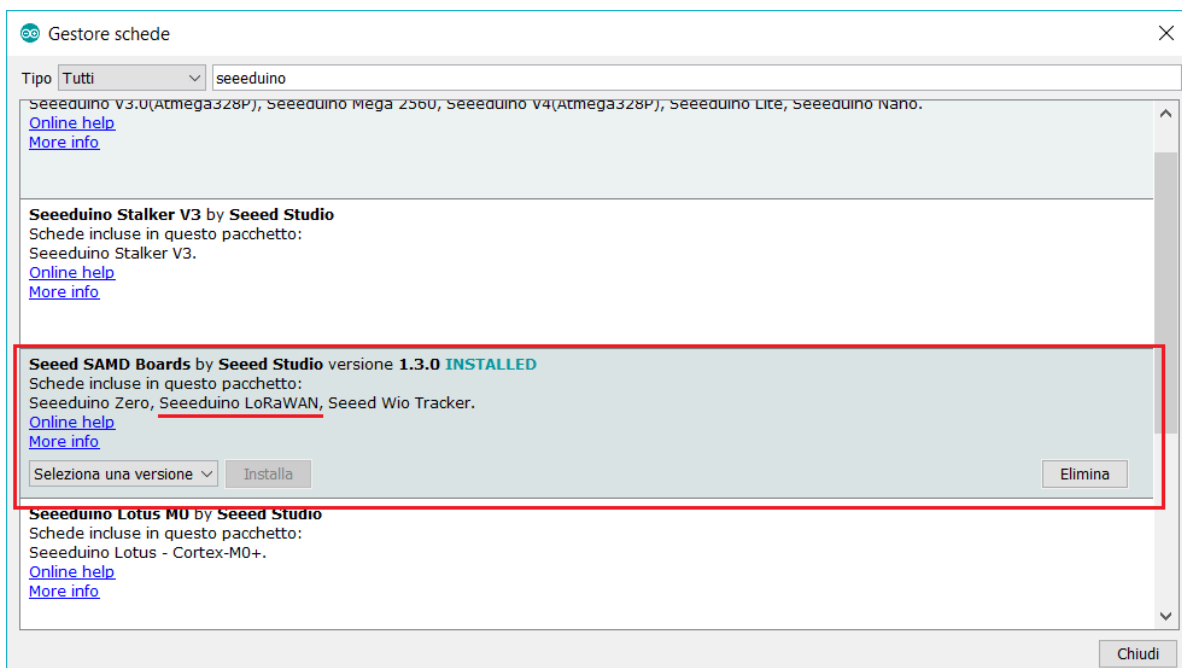 Gestore schede
Tipo Tutti seeeduino
Seeeduino V3.0(Atmega328P), Seeeduino Mega 2560, Seeeduino V4(Atmega328P), Seeeduino Lite, Seeeduino Nano.
Online help
More info
Seeeduino Stalker V3 by Seeed Studio
Schede incluse in questo pacchetto:
Seeeduino Stalker V3.
Online help
More info
Seeed SAMD Boards by Seeed Studio versione 1.3.0 INSTALLED
Schede incluse in questo pacchetto:
Seeeduino Zero, Seeeduino LoRaWAN, Seeed Wio Tracker.
Online help
More info
Seleziona una versione Installa Elimina
Seeeduino Lotus M0 by Seeed Studio
Schede incluse in questo pacchetto:
Seeeduino Lotus - Cortex-M0+.
Online help
More info
Chiudi